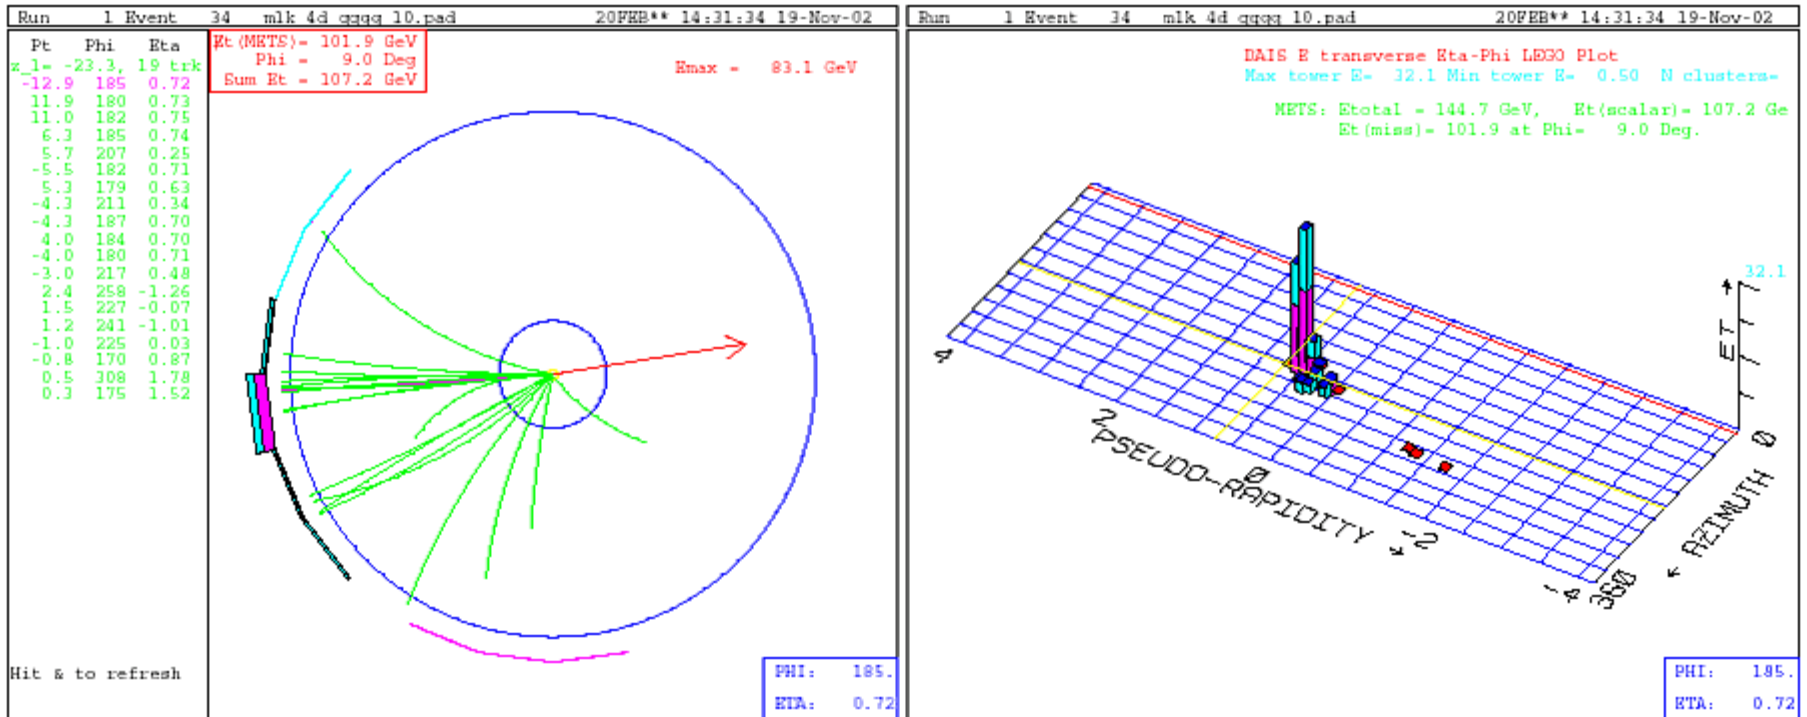 Run 1 Event 34 mlk_4d_qqqq_10.pad 20FEB** 14:31:34 19-Nov-02
Pt Phi Eta
z_1= -23.3, 19 trk
-12.9 185 0.72
11.9 180 0.73
11.0 182 0.75
6.3 185 0.74
5.7 207 0.25
-5.5 182 0.71
5.3 179 0.63
-4.3 211 0.34
-4.3 187 0.70
4.0 184 0.70
-4.0 180 0.71
-3.0 217 0.48
2.4 258 -1.26
1.5 227 -0.07
1.2 241 -1.01
-1.0 225 0.03
-0.8 170 0.87
0.5 308 1.78
0.3 175 1.52
Hit & to refresh
Et(METS)= 101.9 GeV
Phi = 9.0 Deg
Sum Et = 107.2 GeV
Emax = 83.1 GeV
PHI: 185.
ETA: 0.72
Run 1 Event 34 mlk_4d_qqqq_10.pad 20FEB** 14:31:34 19-Nov-02
DAIS E transverse Eta-Phi LEGO Plot
Max tower E= 32.1 Min tower E= 0.50 N clusters=
METS: Etotal = 144.7 GeV, Et(scalar)= 107.2 Ge
Et(miss)= 101.9 at Phi= 9.0 Deg.
32.1
ET
4
2
0
-2
-4
PSEUDO-RAPIDITY
0
AZIMUTH
360
PHI: 185.
ETA: 0.72